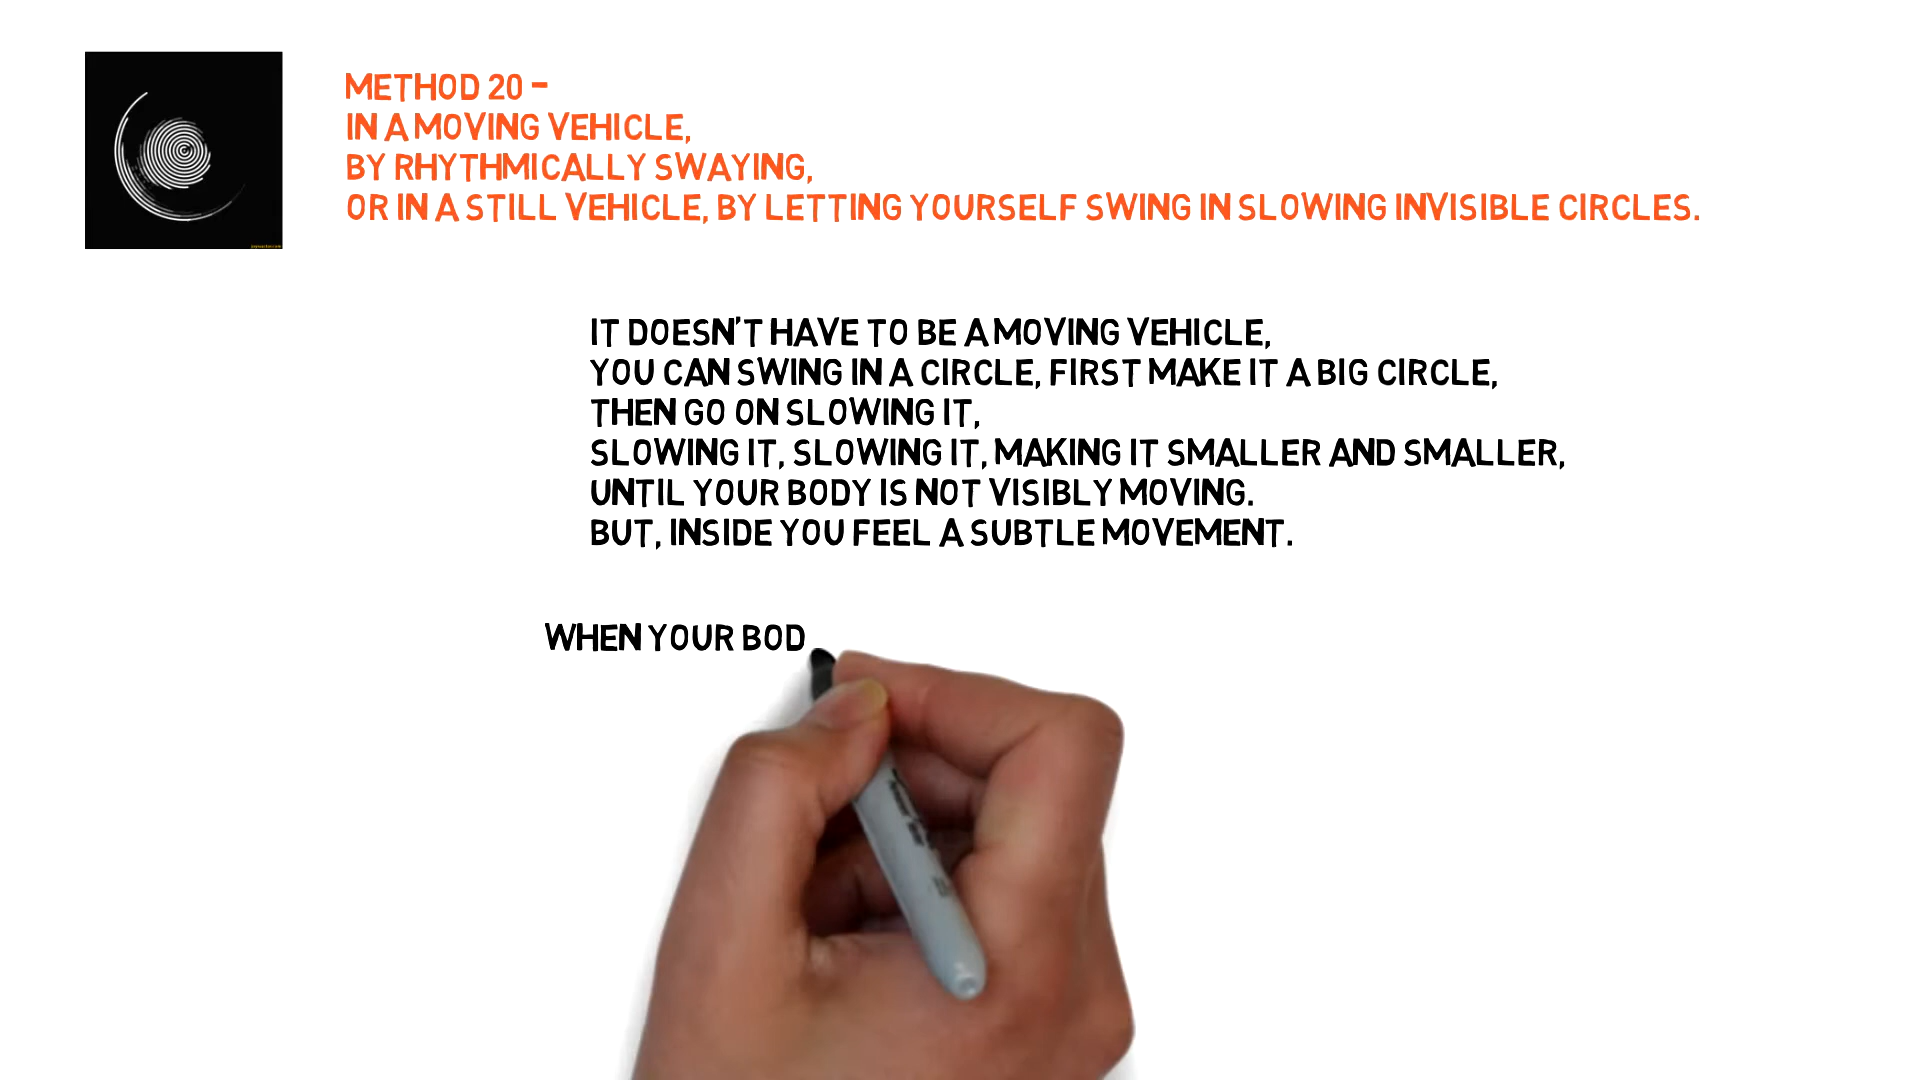 METHOD 20 –
IN A MOVING VEHICLE,
BY RHYTHMICALLY SWAYING,
OR IN A STILL VEHICLE, BY LETTING YOURSELF SWING IN SLOWING INVISIBLE CIRCLES.
IT DOESN'T HAVE TO BE A MOVING VEHICLE,
YOU CAN SWING IN A CIRCLE, FIRST MAKE IT A BIG CIRCLE,
THEN GO ON SLOWING IT,
SLOWING IT, SLOWING IT, MAKING IT SMALLER AND SMALLER,
UNTIL YOUR BODY IS NOT VISIBLY MOVING.
BUT, INSIDE YOU FEEL A SUBTLE MOVEMENT.
WHEN YOUR BOD